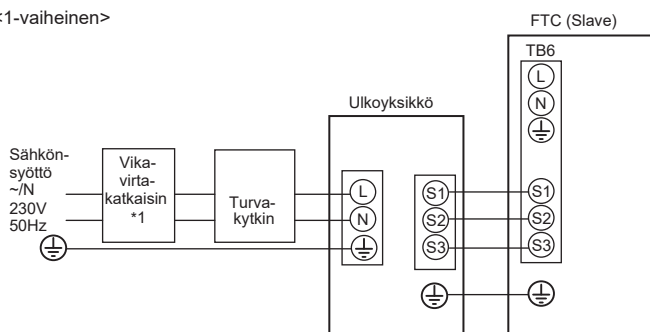 <1-vaiheinen>
FTC (Slave)
TB6
L
N
Ulkoyksikkö
Sähkön-
syöttö
~/N
230V
50Hz
Vika-
virta-
katkaisin
*1
Turva-
kytkin
L
N
S1
S2
S3
S1
S2
S3